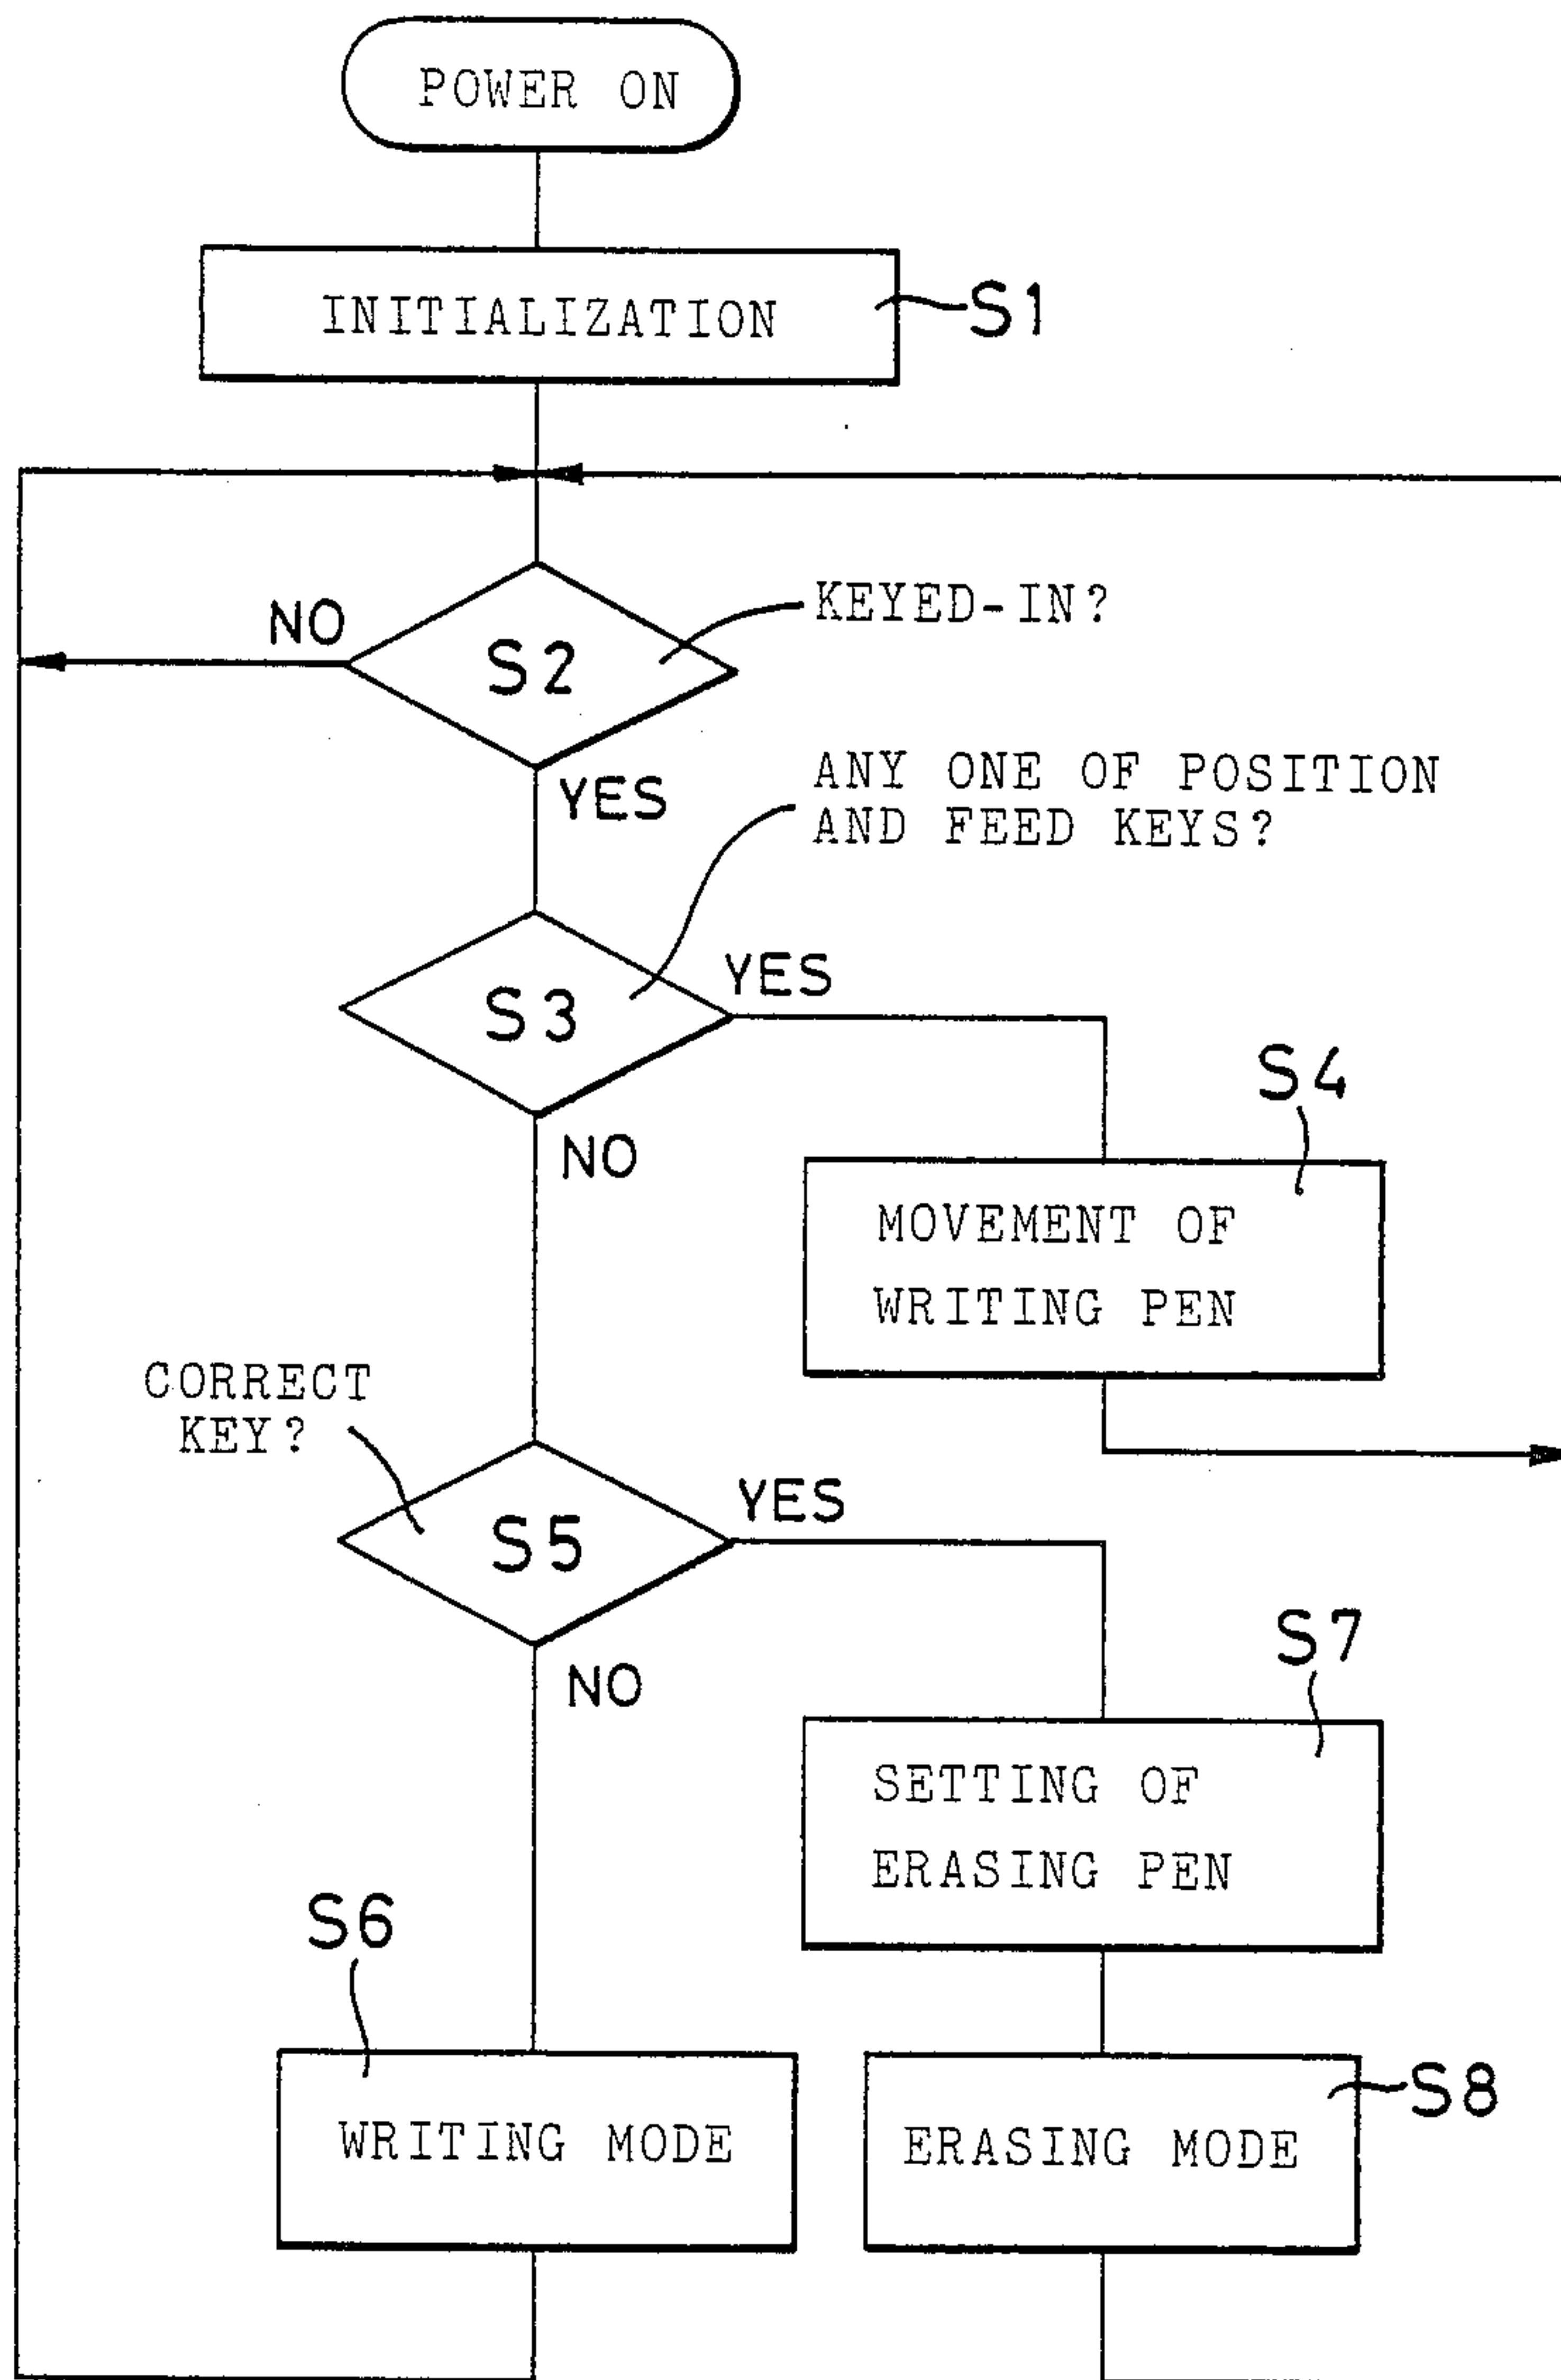 POWER ON
INITIALIZATION
S1
NO
S2
KEYED-IN?
YES
ANY ONE OF POSITION
AND FEED KEYS?
S3
YES
NO
S4
MOVEMENT OF
WRITING PEN
CORRECT
KEY?
S5
YES
NO
S7
SETTING OF
ERASING PEN
S6
WRITING MODE
S8
ERASING MODE